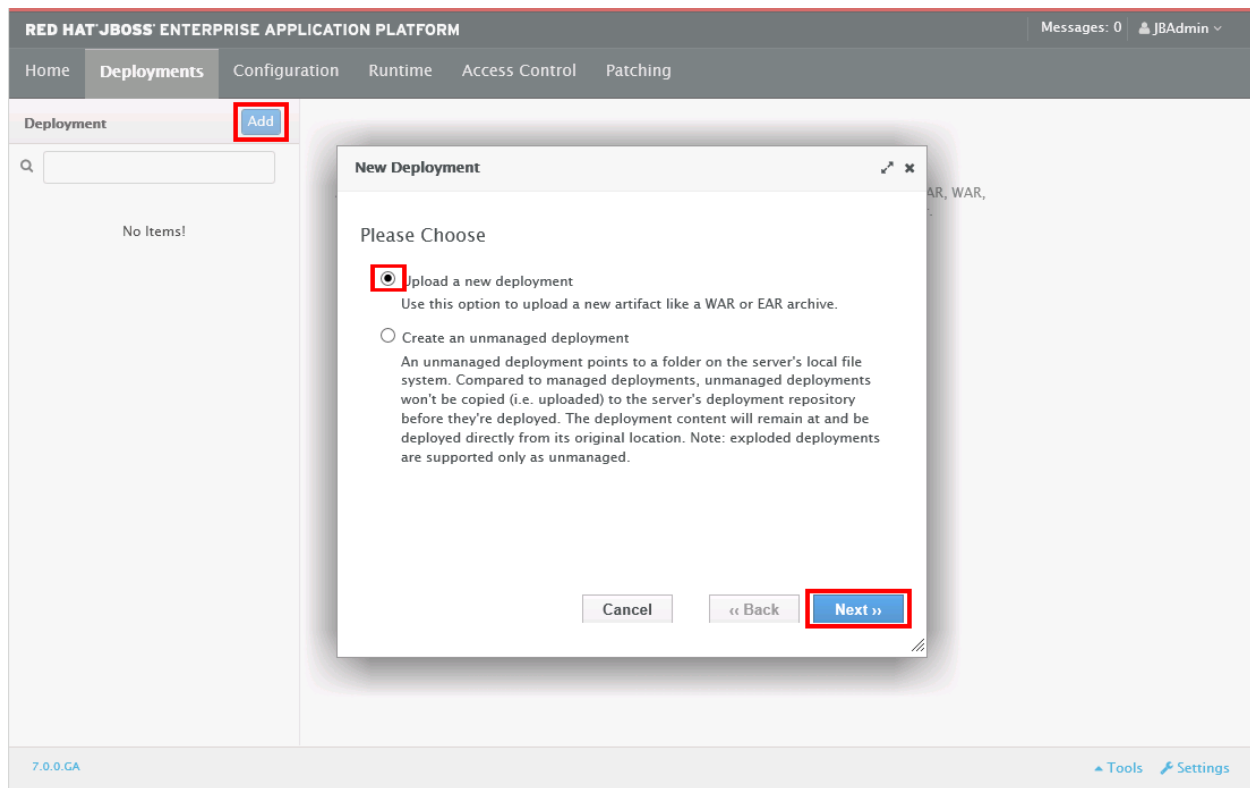 RED HAT JBOSS ENTERPRISE APPLICATION PLATFORM
Messages: 0 JBAdmin
Home Deployments Configuration Runtime Access Control Patching
Deployment Add
No Items!
New Deployment
AR, WAR,
Please Choose
Upload a new deployment
Use this option to upload a new artifact like a WAR or EAR archive.
Create an unmanaged deployment
An unmanaged deployment points to a folder on the server's local file
system. Compared to managed deployments, unmanaged deployments
won't be copied (i.e. uploaded) to the server's deployment repository
before they're deployed. The deployment content will remain at and be
deployed directly from its original location. Note: exploded deployments
are supported only as unmanaged.
Cancel ‹‹ Back Next ››
7.0.0.GA Tools Settings